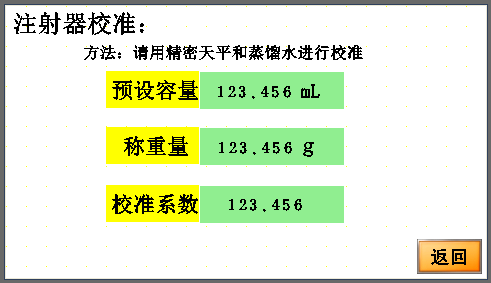 注射器校准：
方法：请用精密天平和蒸馏水进行校准
预设容量 123.456 mL
称重量 123.456 g
校准系数 123.456
返回